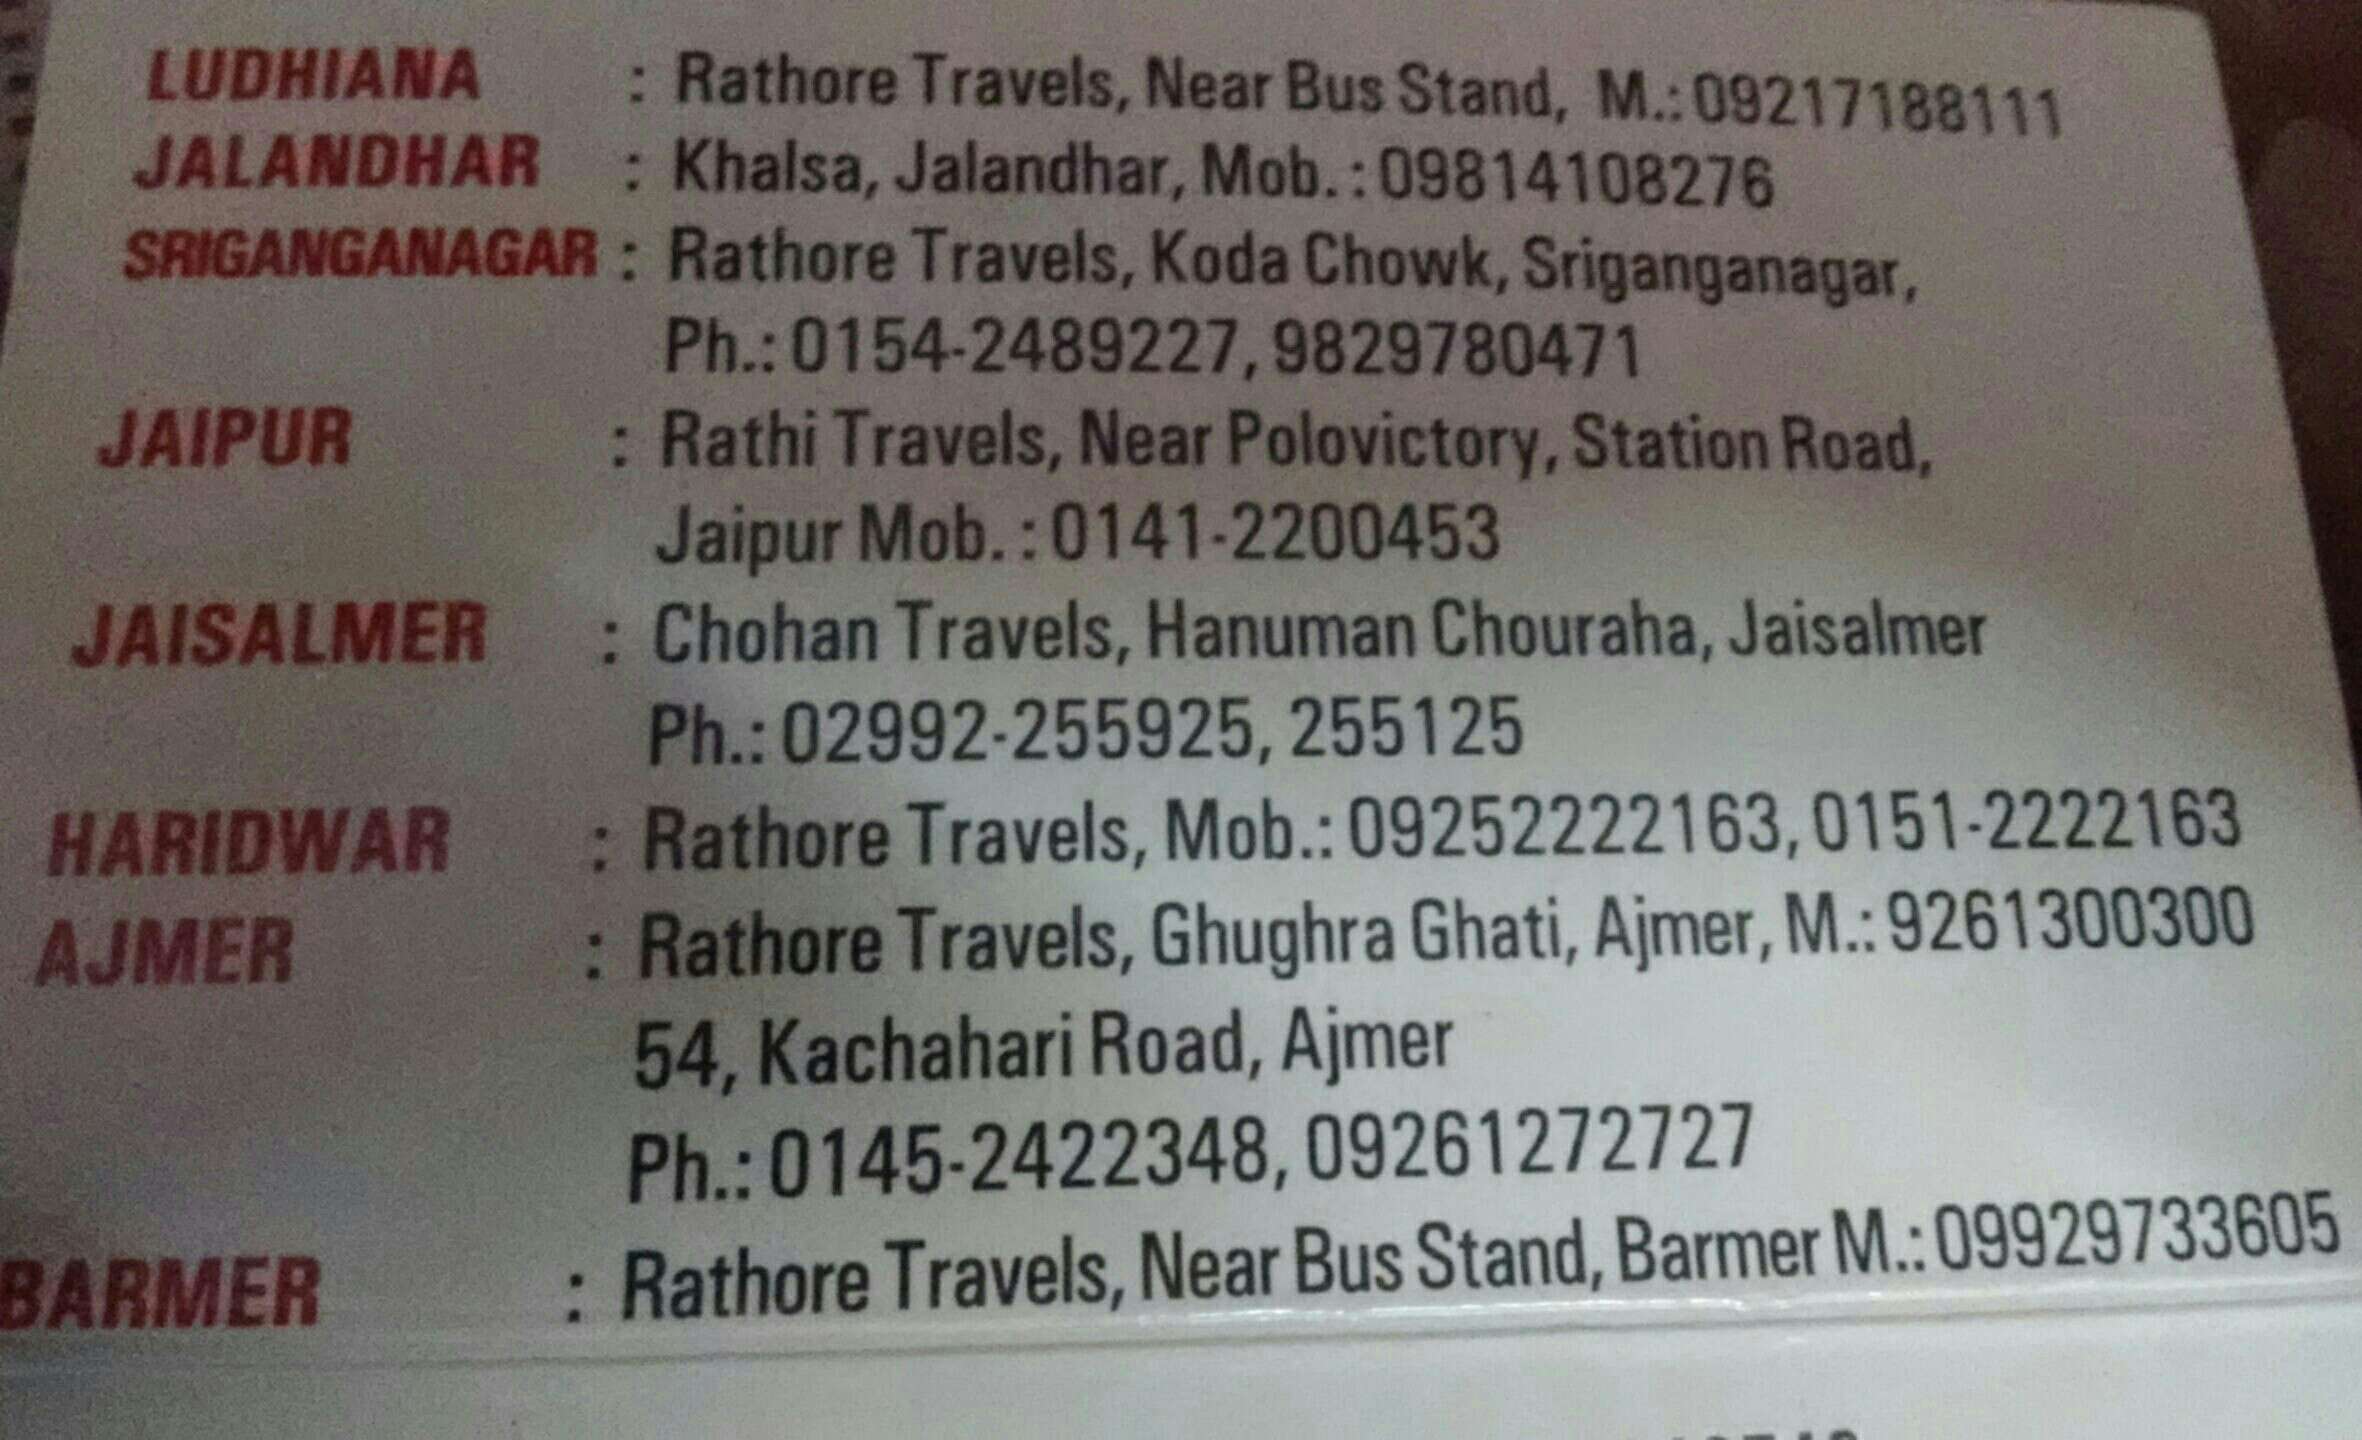 LUDHIANA : Rathore Travels, Near Bus Stand, M.: 09217188111
JALANDHAR : Khalsa, Jalandhar, Mob. : 09814108276
SRIGANGANAGAR : Rathore Travels, Koda Chowk, Sriganganagar,
Ph.: 0154-2489227, 9829780471
JAIPUR : Rathi Travels, Near Polovictory, Station Road,
Jaipur Mob. : 0141-2200453
JAISALMER : Chohan Travels, Hanuman Chouraha, Jaisalmer
Ph.: 02992-255925, 255125
HARIDWAR : Rathore Travels, Mob.: 09252222163, 0151-2222163
AJMER : Rathore Travels, Ghughra Ghati, Ajmer, M.: 9261300300
54, Kachahari Road, Ajmer
Ph.: 0145-2422348, 09261272727
BARMER : Rathore Travels, Near Bus Stand, Barmer M.: 09929733605